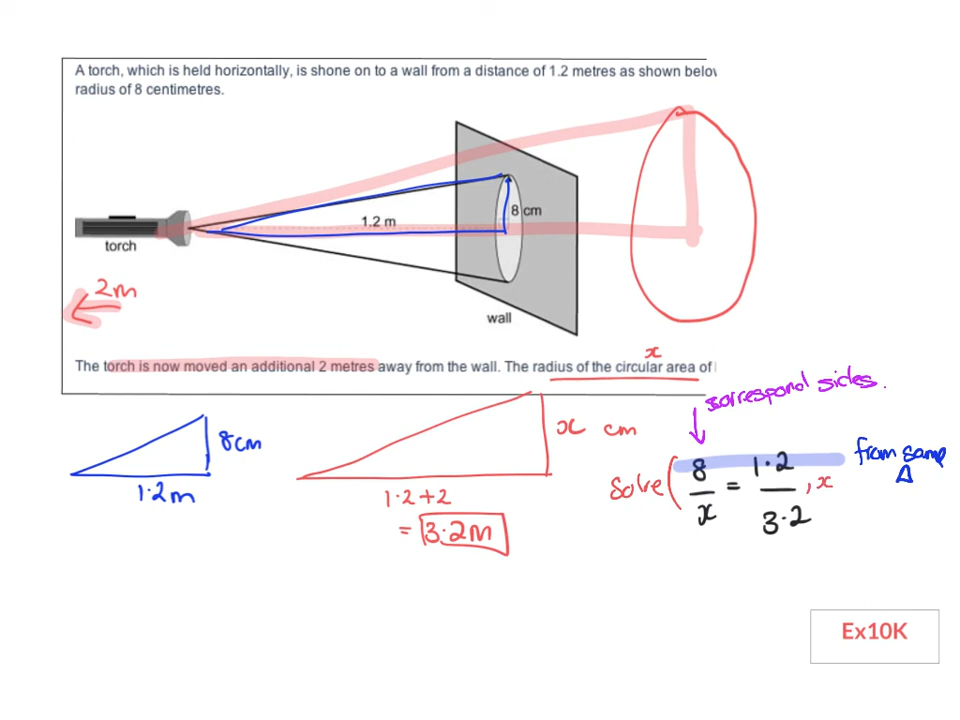 A torch, which is held horizontally, is shone on to a wall from a distance of 1.2 metres as shown below
radius of 8 centimetres.
8 cm
1.2 m
torch
2m
wall
x
The torch is now moved an additional 2 metres away from the wall. The radius of the circular area of
correspond sides.
8cm
x cm
1.2m
1.2+2
= 3.2m
solve( 8/x = 1.2/3.2 , x
from same Δ
Ex10K